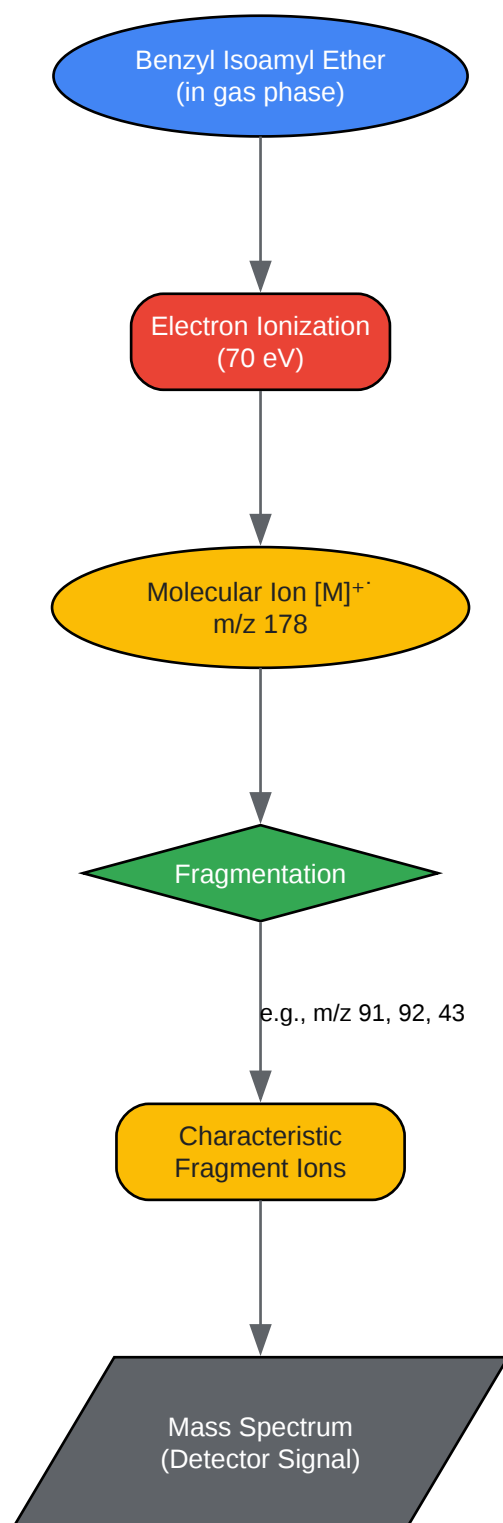 Benzyl Isoamyl Ether
(in gas phase)
Electron Ionization
(70 eV)
Molecular Ion [M]⁺˙
m/z 178
Fragmentation
e.g., m/z 91, 92, 43
Characteristic
Fragment Ions
Mass Spectrum
(Detector Signal)